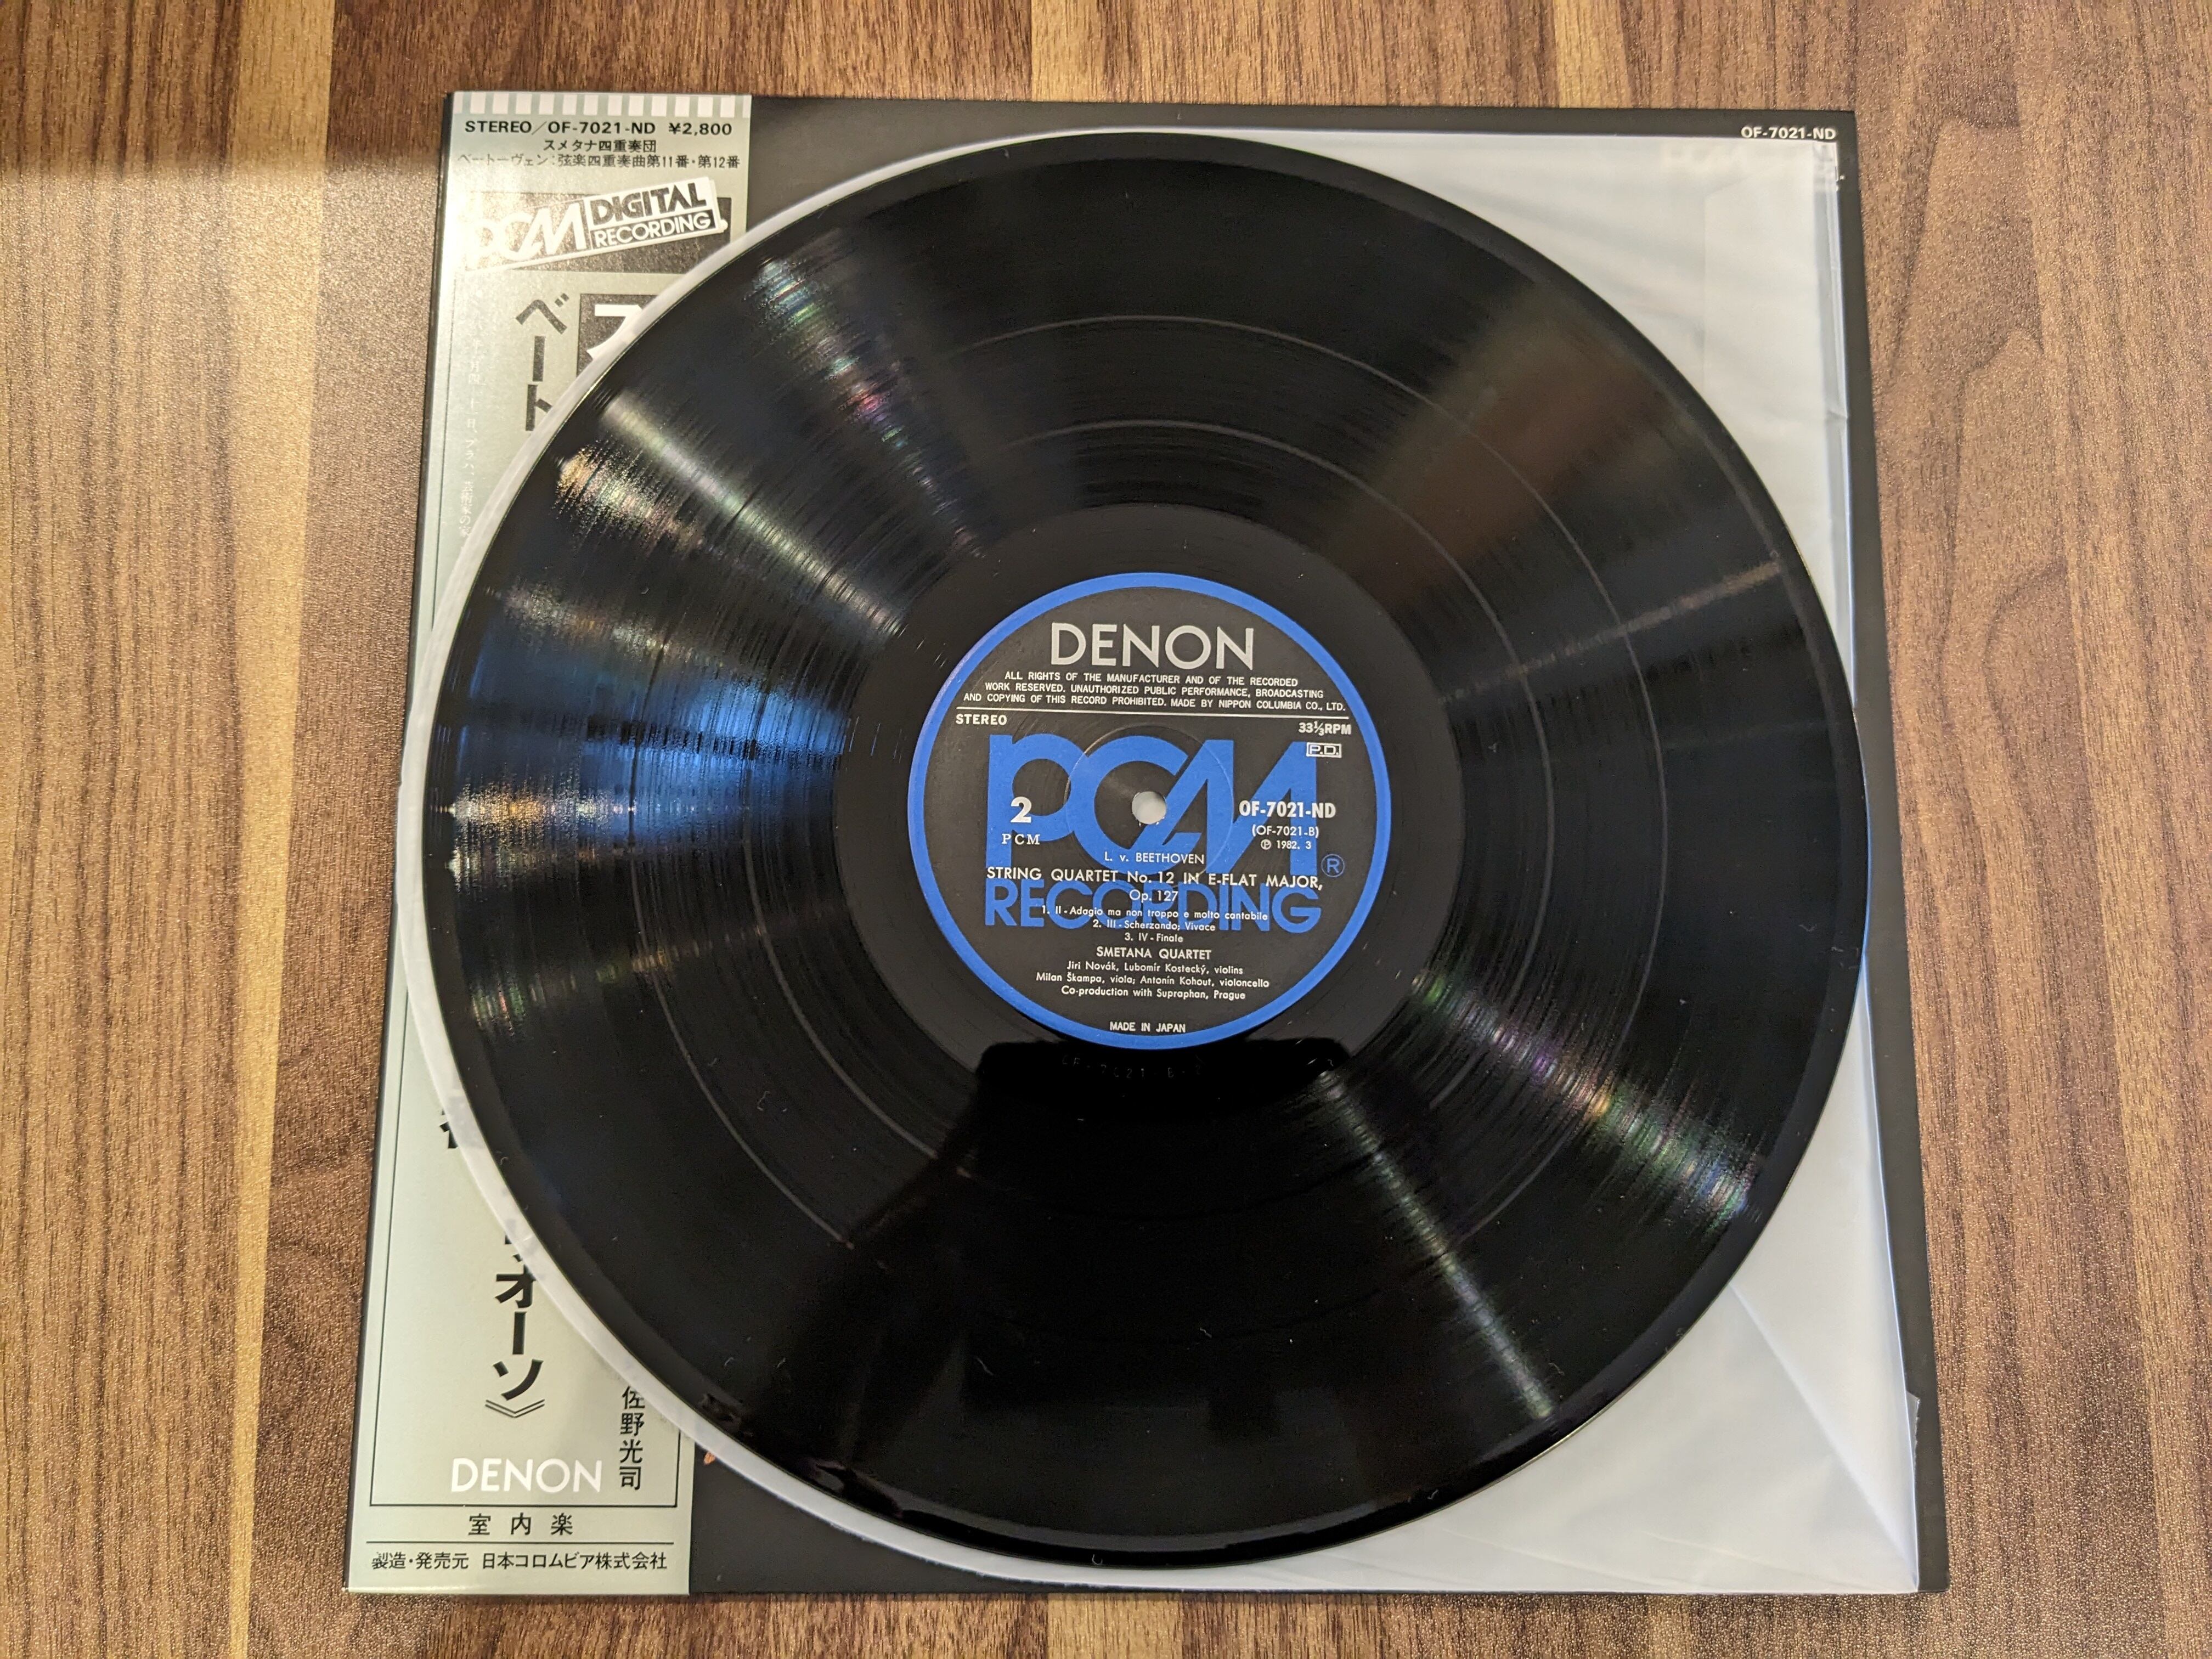 STEREO/OF-7021-ND ¥2,800
スメタナ四重奏団
ベートーヴェン:弦楽四重奏曲第11番・第12番
PCM DIGITAL
RECORDING
ベート
ォーソ》
佐野光司
DENON
室内楽
製造・発売元 日本コロムビア株式会社
OF-7021-ND
DENON
ALL RIGHTS OF THE MANUFACTURER AND OF THE RECORDED
WORK RESERVED. UNAUTHORIZED PUBLIC PERFORMANCE, BROADCASTING
AND COPYING OF THIS RECORD PROHIBITED. MADE BY NIPPON COLUMBIA CO., LTD.
STEREO 33⅓RPM
P.D.
PCM
RECORDING
®
2
PCM
OF-7021-ND
(OF-7021-B)
℗ 1982. 3
L. v. BEETHOVEN
STRING QUARTET No. 12 IN E-FLAT MAJOR,
Op. 127
1. II-Adagio ma non troppo e molto cantabile
2. III-Scherzando; Vivace
3. IV-Finale
SMETANA QUARTET
Jiri Novák, Lubomír Kostecký, violins
Milan Škampa, viola; Antonín Kohout, violoncello
Co-production with Supraphan, Prague
MADE IN JAPAN